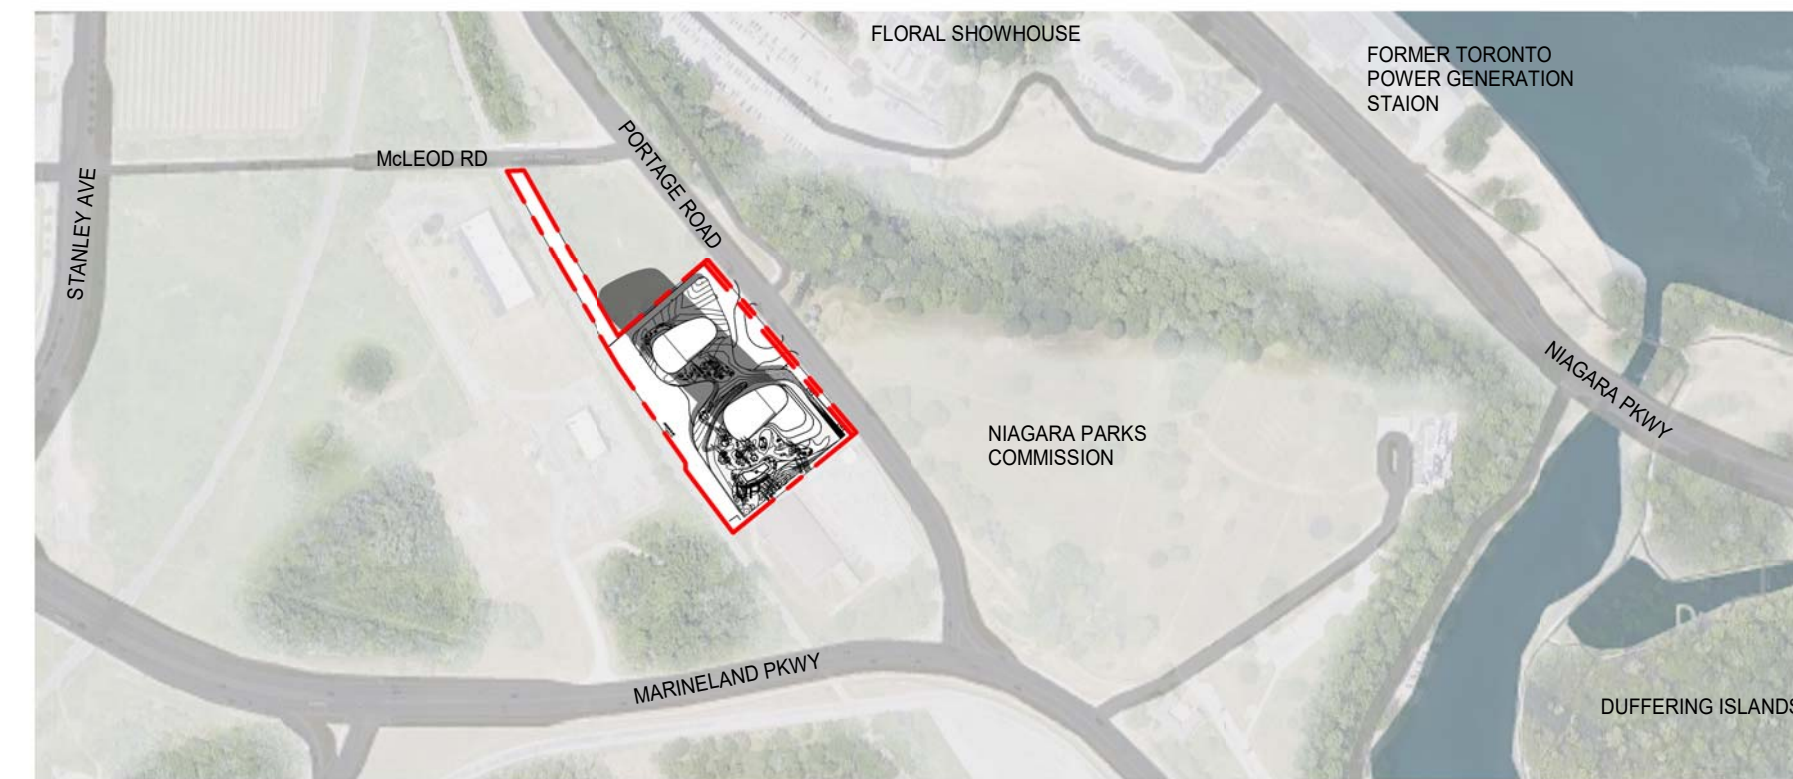 FLORAL SHOWHOUSE
FORMER TORONTO
POWER GENERATION
STAION
McLEOD RD
PORTAGE ROAD
STANLEY AVE
NIAGARA PKWY
NIAGARA PARKS
COMMISSION
MARINELAND PKWY
DUFFERING ISLANDS